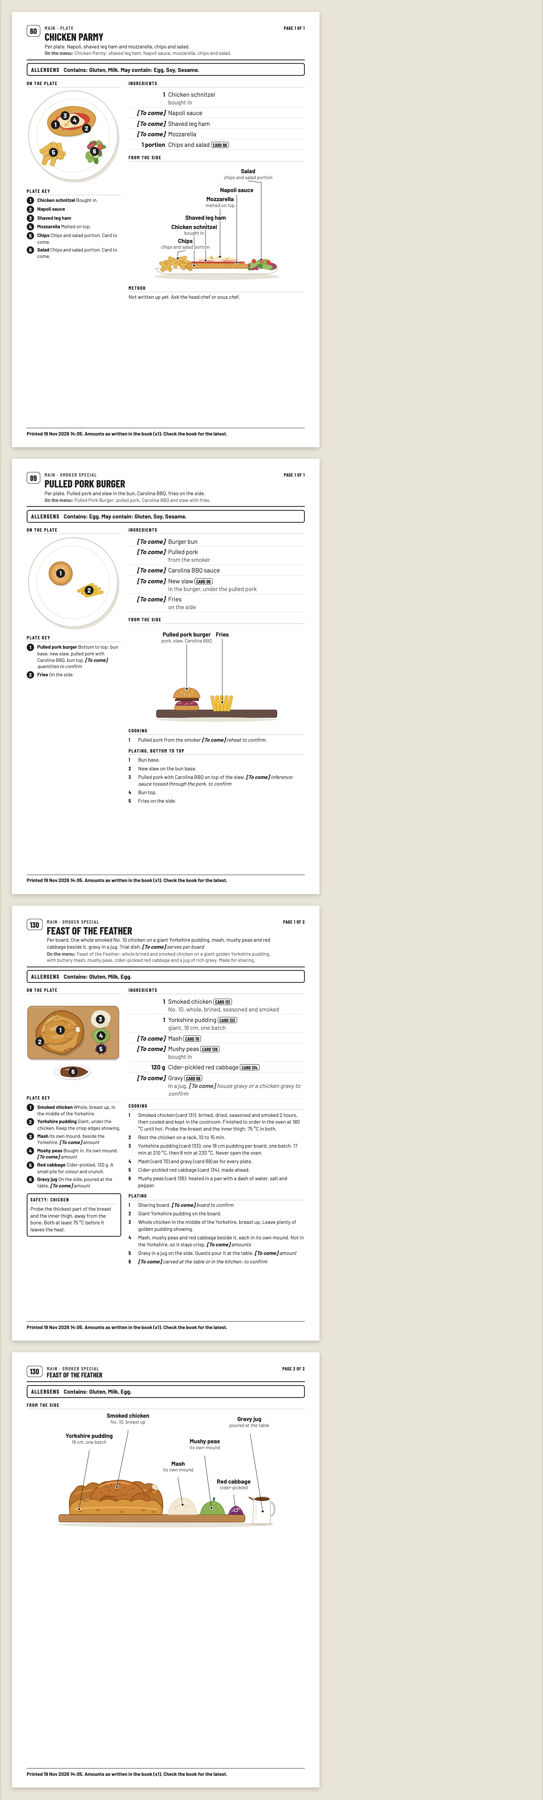 60
MAIN · PLATE
PAGE 1 OF 1
CHICKEN PARMY
Per plate. Napoli, shaved leg ham and mozzarella, chips and salad.
On the menu: Chicken Parmy: shaved leg ham, Napoli sauce, mozzarella, chips and salad.
ALLERGENS Contains: Gluten, Milk. May contain: Egg, Soy, Sesame.
ON THE PLATE
1
2
3
4
5
6
PLATE KEY
1 Chicken schnitzel Bought in.
2 Napoli sauce
3 Shaved leg ham
4 Mozzarella Melted on top.
5 Chips Chips and salad portion. Card to
come.
6 Salad Chips and salad portion. Card to
come.
INGREDIENTS
1 Chicken schnitzel
bought in
[To come] Napoli sauce
[To come] Shaved leg ham
[To come] Mozzarella
1 portion Chips and salad
FROM THE SIDE
Salad
chips and salad portion
Napoli sauce
Mozzarella
melted on top
Shaved leg ham
Chicken schnitzel
bought in
Chips
chips and salad portion
METHOD
Not written up yet. Ask the head chef or sous chef.
Printed 19 Nov 2026 14:05. Amounts as written in the book (x1). Check the book for the latest.
89
MAIN · SMOKER SPECIAL
PAGE 1 OF 1
PULLED PORK BURGER
Per plate. Pulled pork and slaw in the bun, Carolina BBQ, fries on the side.
On the menu: Pulled Pork Burger: pulled pork, Carolina BBQ and slaw with fries.
ALLERGENS Contains: Egg. May contain: Gluten, Soy, Sesame.
ON THE PLATE
1
2
PLATE KEY
1 Pulled pork burger Bottom to top: bun
base, new slaw, pulled pork with
Carolina BBQ, bun top. [To come]
quantities to confirm
2 Fries On the side.
INGREDIENTS
[To come] Burger bun
[To come] Pulled pork
from the smoker
[To come] Carolina BBQ sauce
[To come] New slaw
in the burger, under the pulled pork
[To come] Fries
on the side
FROM THE SIDE
Pulled pork burger
pork, slaw, Carolina BBQ
Fries
COOKING
1 Pulled pork from the smoker [To come] reheat to confirm.
PLATING, BOTTOM TO TOP
1 Bun base.
2 New slaw on the bun base.
3 Pulled pork with Carolina BBQ on top of the slaw. [To come] Inference:
sauce tossed through the pork, to confirm
4 Bun top.
5 Fries on the side.
Printed 19 Nov 2026 14:05. Amounts as written in the book (x1). Check the book for the latest.
130
MAIN · SMOKER SPECIAL
PAGE 1 OF 2
FEAST OF THE FEATHER
Per board. One whole smoked No. 10 chicken on a giant Yorkshire pudding, mash, mushy peas and red
cabbage beside it, gravy in a jug. Trial dish. [To come] serves per board
On the menu: Feast of the Feather: whole brined and smoked chicken on a giant golden Yorkshire pudding,
with buttery mash, mushy peas, cider-pickled red cabbage and a jug of rich gravy. Made for sharing.
ALLERGENS Contains: Gluten, Milk, Egg.
ON THE PLATE
1
2
3
4
5
6
PLATE KEY
1 Smoked chicken Whole, breast up, in
the middle of the Yorkshire.
2 Yorkshire pudding Giant, under the
chicken. Keep the crisp edges showing.
3 Mash Its own mound, beside the
Yorkshire. [To come] amount
4 Mushy peas Bought in. Its own mound.
[To come] amount
5 Red cabbage Cider-pickled, 120 g. A
small pile for colour and crunch.
6 Gravy jug On the side, poured at the
table. [To come] amount
SAFETY: CHICKEN
Probe the thickest part of the breast
and the inner thigh, away from the
bone. Both at least 75 °C before it
leaves the heat.
INGREDIENTS
1 Smoked chicken CARD 131
No. 10, whole, brined, seasoned and smoked
1 Yorkshire pudding CARD 133
giant, 18 cm, one batch
[To come] Mash CARD 70
[To come] Mushy peas
bought in
120 g Cider-pickled red cabbage CARD 134
[To come] Gravy CARD 69
in a jug. [To come] house gravy or a chicken gravy to
confirm
COOKING
1 Smoked chicken (card 131): brined, dried, seasoned and smoked 2 hours,
then cooled and kept in the coolroom. Finished to order in the oven at 180
°C until hot. Probe the breast and the inner thigh: 75 °C in both.
2 Rest the chicken on a rack, 10 to 15 min.
3 Yorkshire pudding (card 133): one 18 cm pudding per board, one batch. 17
min at 210 °C, then 8 min at 230 °C. Never open the oven.
4 Mash (card 70) and gravy (card 69) as for every plate.
5 Cider-pickled red cabbage (card 134), made ahead.
6 Mushy peas (card 136): heated in a pan with a dash of water, salt and
pepper.
PLATING
1 Sharing board. [To come] board to confirm
2 Giant Yorkshire pudding on the board.
3 Whole chicken in the middle of the Yorkshire, breast up. Leave plenty of
golden pudding showing.
4 Mash, mushy peas and red cabbage beside it, each in its own mound. Not in
the Yorkshire, so it stays crisp. [To come] amounts
5 Gravy in a jug on the side. Guests pour it at the table. [To come] amount
6 [To come] carved at the table or in the kitchen: to confirm
Printed 19 Nov 2026 14:05. Amounts as written in the book (x1). Check the book for the latest.
130
MAIN · SMOKER SPECIAL
PAGE 2 OF 2
FEAST OF THE FEATHER
ALLERGENS Contains: Gluten, Milk, Egg.
FROM THE SIDE
Smoked chicken
No. 10, breast up
Gravy jug
poured at the table
Yorkshire pudding
18 cm, one batch
Mushy peas
its own mound
Mash
its own mound
Red cabbage
cider-pickled
Printed 19 Nov 2026 14:05. Amounts as written in the book (x1). Check the book for the latest.